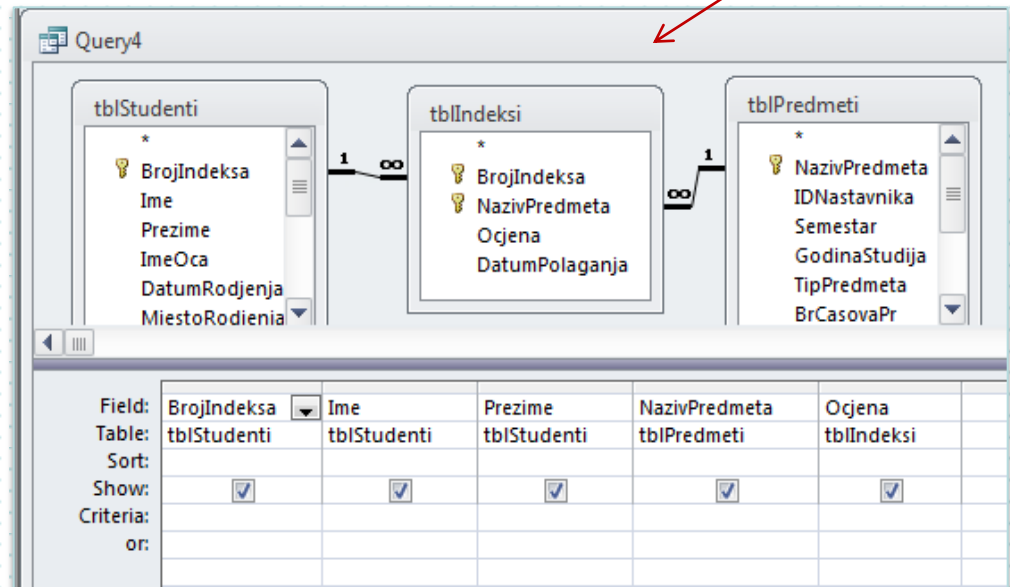 Query4
tblStudenti
*
BrojIndeksa
Ime
Prezime
ImeOca
DatumRodjenja
MjestoRodjenja
1 ∞
tblIndeksi
*
BrojIndeksa
NazivPredmeta
Ocjena
DatumPolaganja
1
∞
tblPredmeti
*
NazivPredmeta
IDNastavnika
Semestar
GodinaStudija
TipPredmeta
BrCasovaPr
Field: BrojIndeksa Ime Prezime NazivPredmeta Ocjena
Table: tblStudenti tblStudenti tblStudenti tblPredmeti tblIndeksi
Sort:
Show:
Criteria:
or: